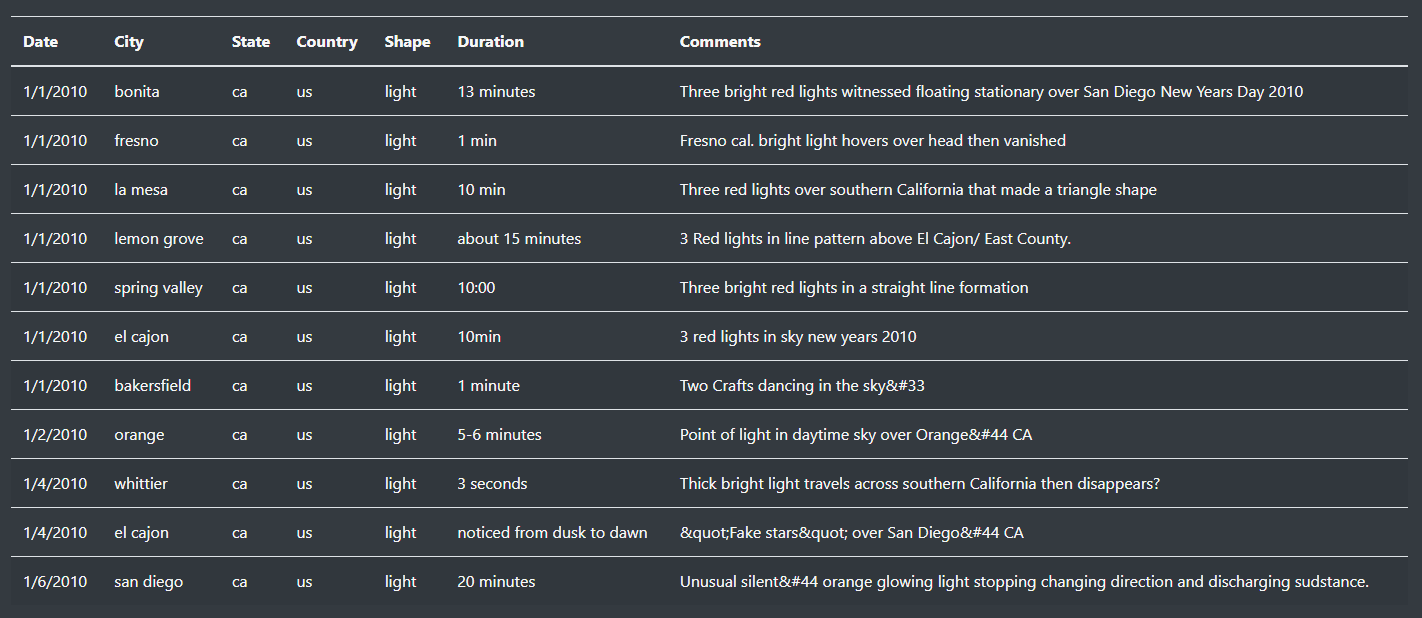 Date City State Country Shape Duration Comments
1/1/2010 bonita ca us light 13 minutes Three bright red lights witnessed floating stationary over San Diego New Years Day 2010
1/1/2010 fresno ca us light 1 min Fresno cal. bright light hovers over head then vanished
1/1/2010 la mesa ca us light 10 min Three red lights over southern California that made a triangle shape
1/1/2010 lemon grove ca us light about 15 minutes 3 Red lights in line pattern above El Cajon/ East County.
1/1/2010 spring valley ca us light 10:00 Three bright red lights in a straight line formation
1/1/2010 el cajon ca us light 10min 3 red lights in sky new years 2010
1/1/2010 bakersfield ca us light 1 minute Two Crafts dancing in the sky&#33
1/2/2010 orange ca us light 5-6 minutes Point of light in daytime sky over Orange&#44 CA
1/4/2010 whittier ca us light 3 seconds Thick bright light travels across southern California then disappears?
1/4/2010 el cajon ca us light noticed from dusk to dawn &quot;Fake stars&quot; over San Diego&#44 CA
1/6/2010 san diego ca us light 20 minutes Unusual silent&#44 orange glowing light stopping changing direction and discharging sudstance.